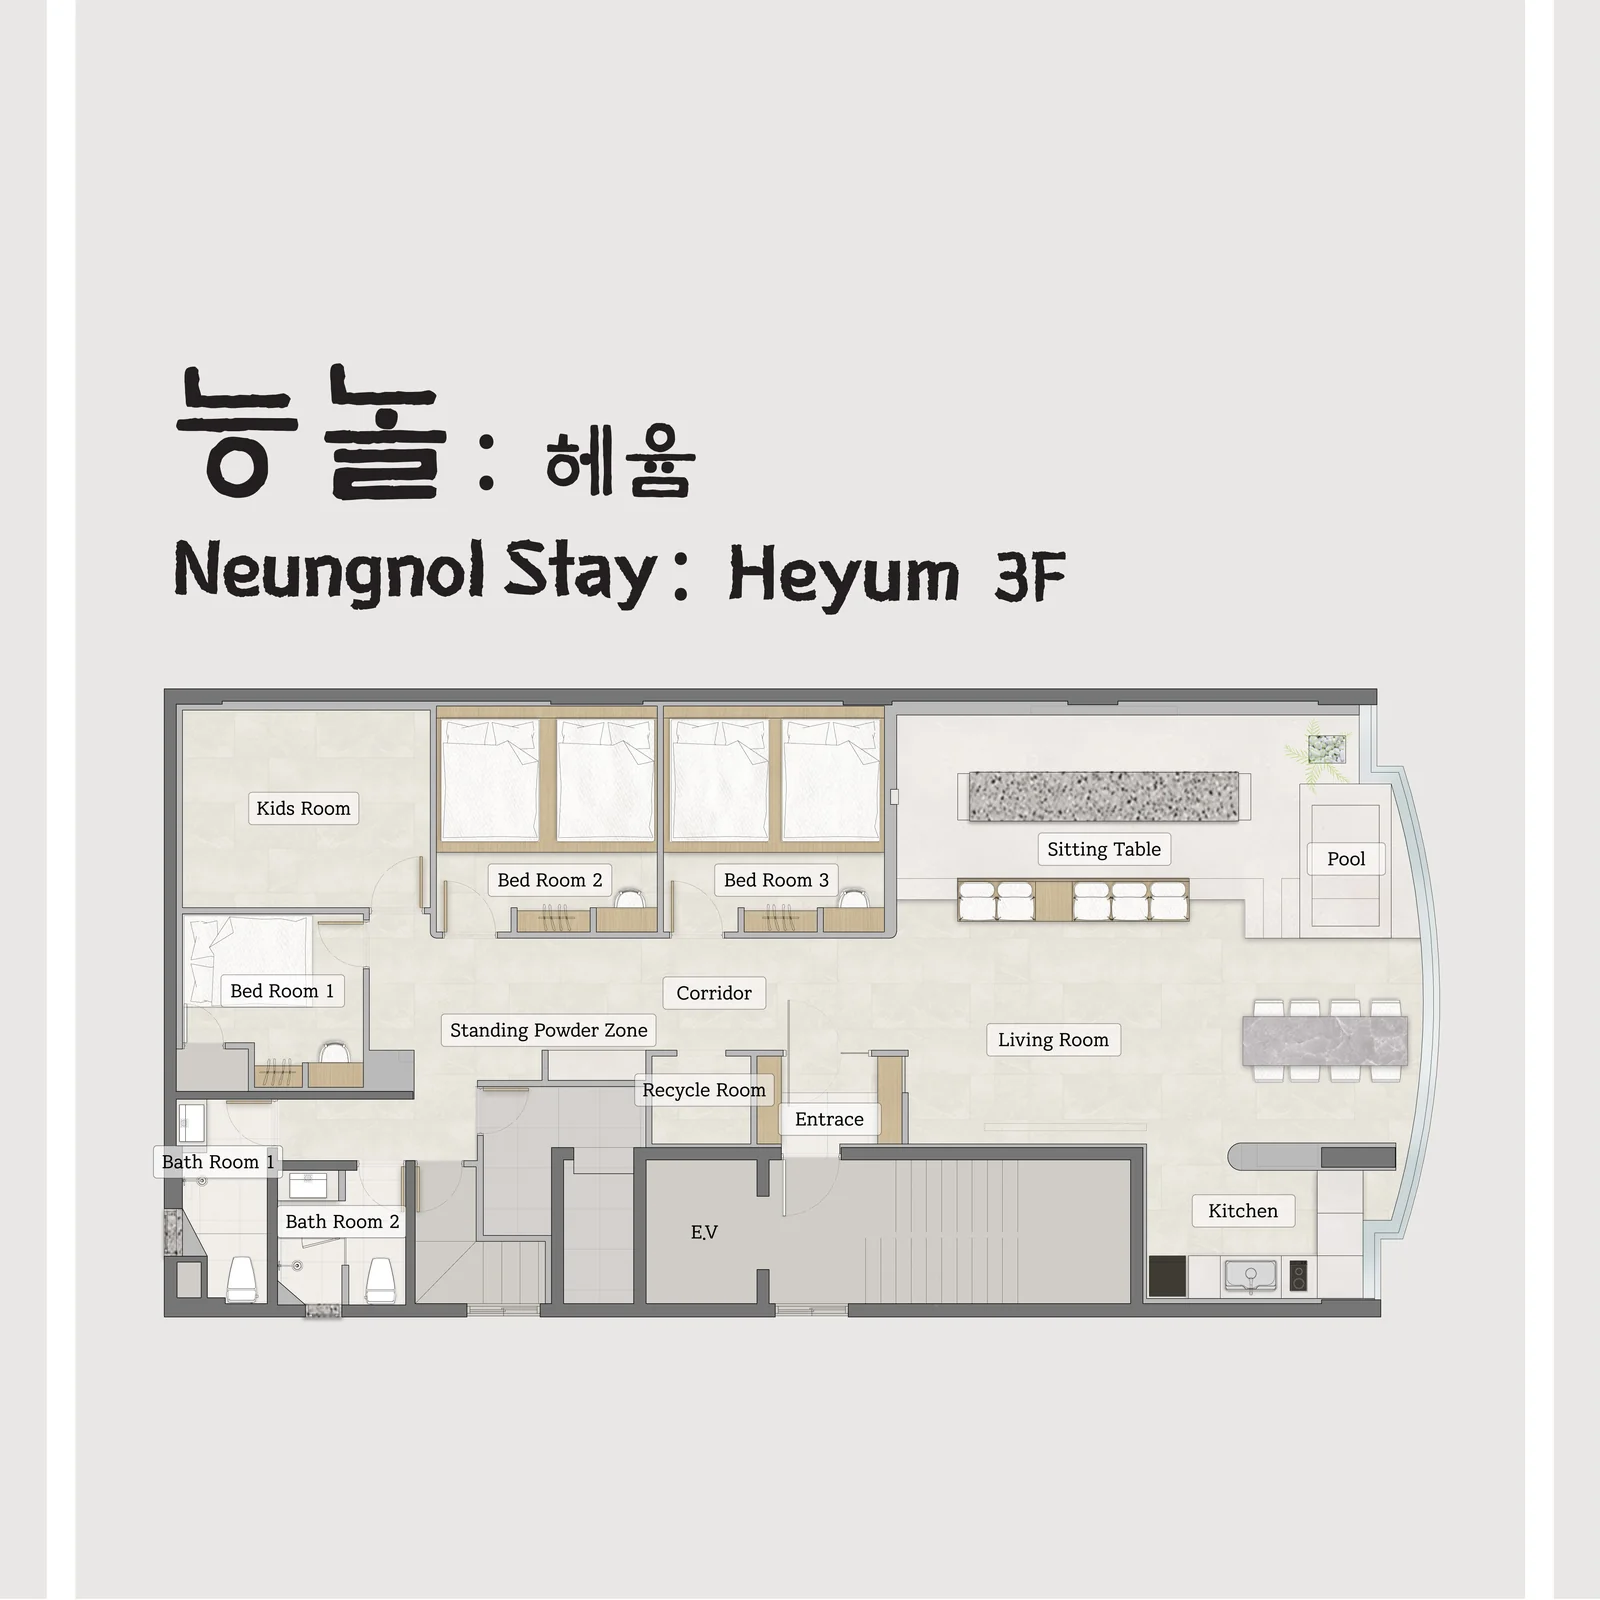 능놀: 헤윰
Neungnol Stay: Heyum 3F
Kids Room
Bed Room 2
Bed Room 3
Sitting Table
Pool
Bed Room 1
Corridor
Standing Powder Zone
Living Room
Recycle Room
Entrace
Bath Room 1
Bath Room 2
E.V
Kitchen